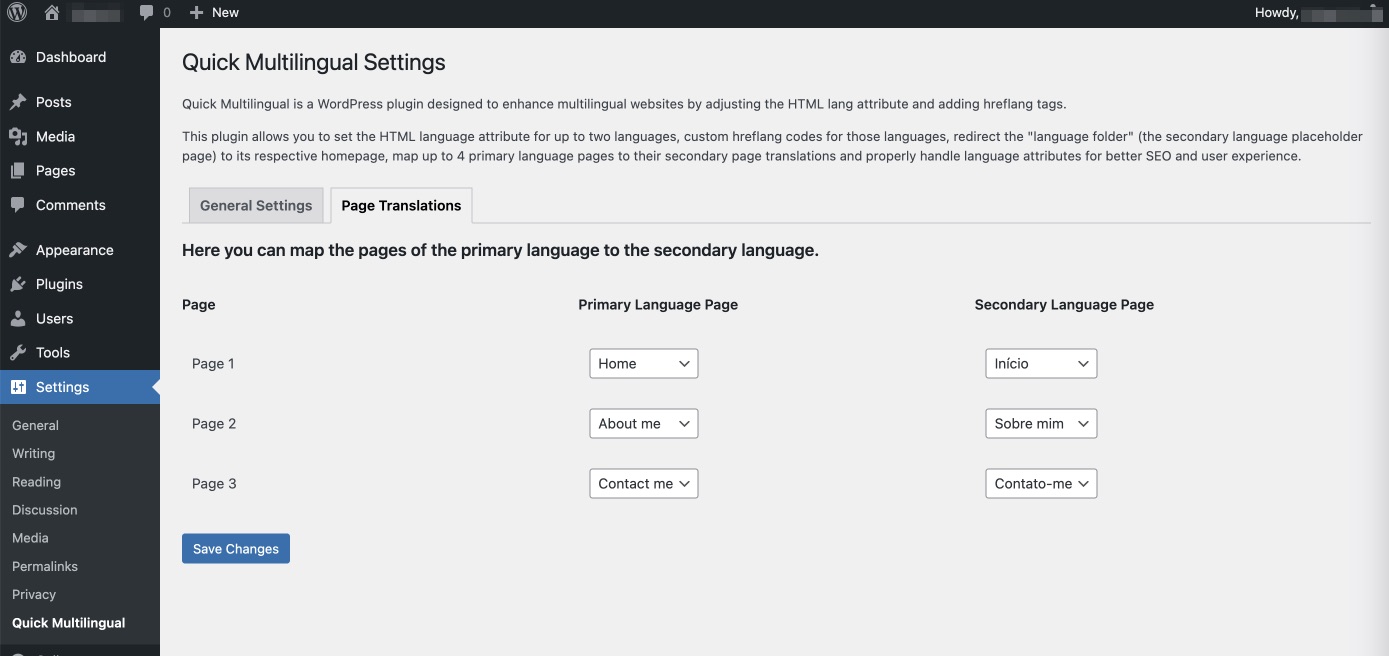 0 New Howdy,
Dashboard
Posts
Media
Pages
Comments
Appearance
Plugins
Users
Tools
Settings
General
Writing
Reading
Discussion
Media
Permalinks
Privacy
Quick Multilingual
Quick Multilingual Settings
Quick Multilingual is a WordPress plugin designed to enhance multilingual websites by adjusting the HTML lang attribute and adding hreflang tags.
This plugin allows you to set the HTML language attribute for up to two languages, custom hreflang codes for those languages, redirect the "language folder" (the secondary language placeholder
page) to its respective homepage, map up to 4 primary language pages to their secondary page translations and properly handle language attributes for better SEO and user experience.
General Settings Page Translations
Here you can map the pages of the primary language to the secondary language.
Page Primary Language Page Secondary Language Page
Page 1 Home Início
Page 2 About me Sobre mim
Page 3 Contact me Contato-me
Save Changes